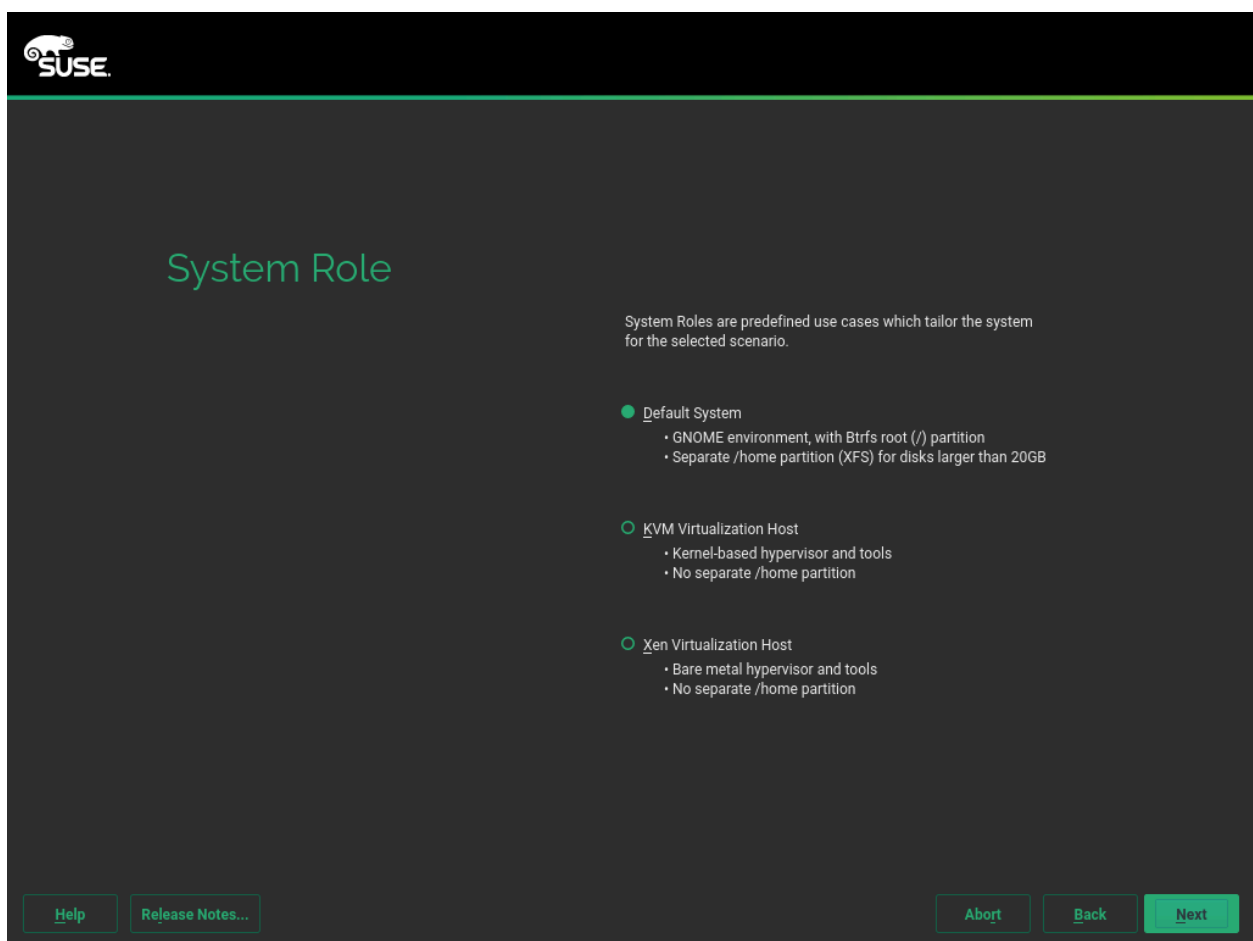 SUSE.
System Role
System Roles are predefined use cases which tailor the system
for the selected scenario.
Default System
• GNOME environment, with Btrfs root (/) partition
• Separate /home partition (XFS) for disks larger than 20GB
KVM Virtualization Host
• Kernel-based hypervisor and tools
• No separate /home partition
Xen Virtualization Host
• Bare metal hypervisor and tools
• No separate /home partition
Help Release Notes... Abort Back Next